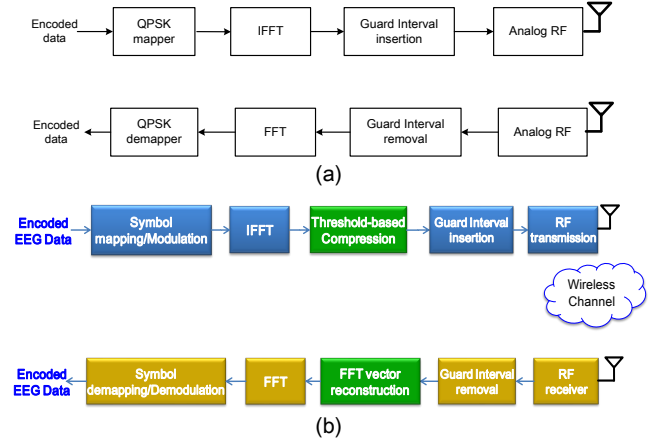 Encoded
data
QPSK
mapper
IFFT
Guard Interval
insertion
Analog RF
Encoded
data
QPSK
demapper
FFT
Guard Interval
removal
Analog RF
(a)
Encoded
EEG Data
Symbol
mapping/Modulation
IFFT
Threshold-based
Compression
Guard Interval
insertion
RF
transmission
Wireless
Channel
Encoded
EEG Data
Symbol
demapping/Demodulation
FFT
FFT vector
reconstruction
Guard Interval
removal
RF
receiver
(b)